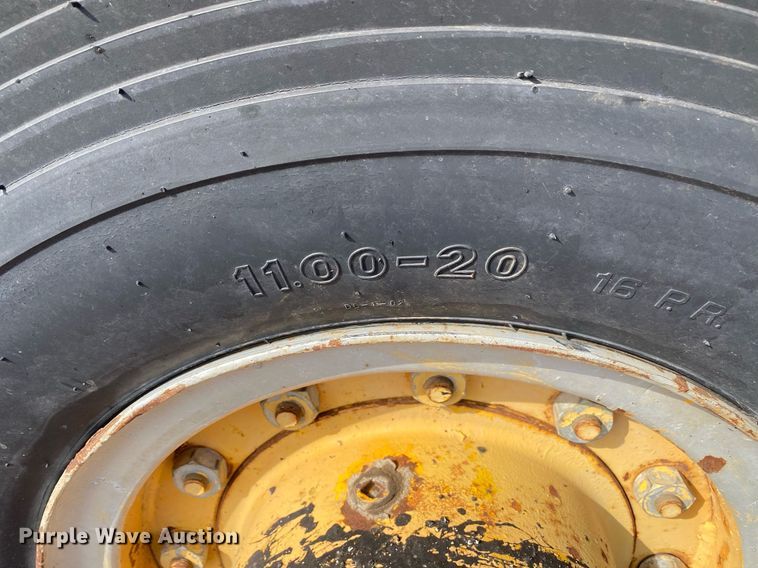 11.00-20
16 P.R.
Purple Wave Auction